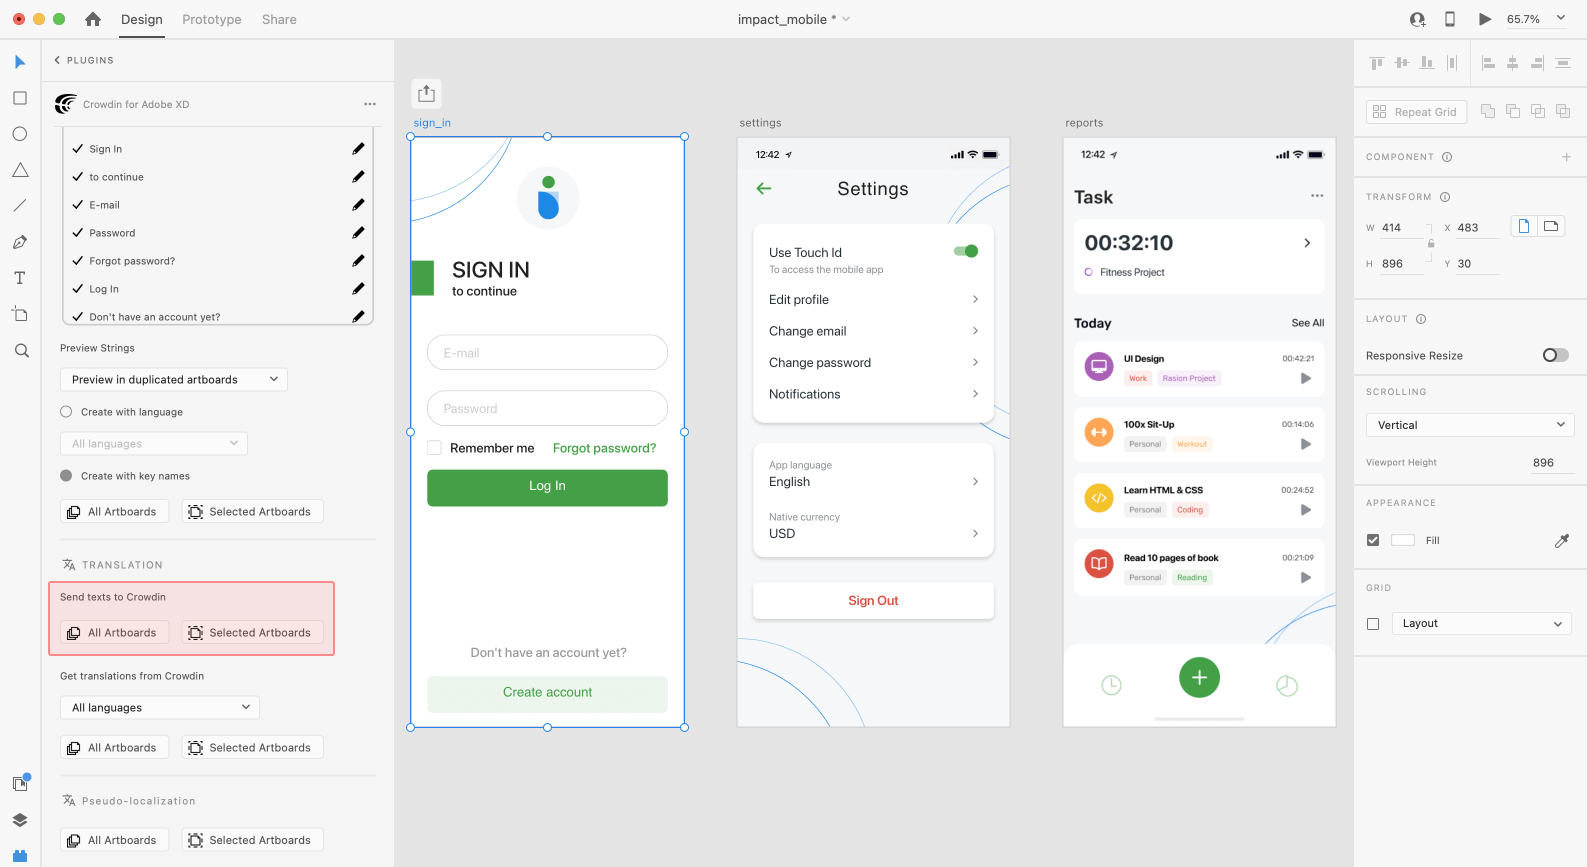 Design Prototype Share
impact_mobile *
65.7%
PLUGINS
Crowdin for Adobe XD
Sign In
to continue
E-mail
Password
Forgot password?
Log In
Don't have an account yet?
Preview Strings
Preview in duplicated artboards
Create with language
All languages
Create with key names
All Artboards Selected Artboards
TRANSLATION
Send texts to Crowdin
All Artboards Selected Artboards
Get translations from Crowdin
All languages
All Artboards Selected Artboards
Pseudo-localization
All Artboards Selected Artboards
sign_in
SIGN IN
to continue
E-mail
Password
Remember me Forgot password?
Log In
Don't have an account yet?
Create account
settings
12:42
Settings
Use Touch Id
To access the mobile app
Edit profile
Change email
Change password
Notifications
App language
English
Native currency
USD
Sign Out
reports
12:42
Task
00:32:10
Fitness Project
Today See All
UI Design 00:42:21
Work Rasion Project
100x Sit-Up 00:14:06
Personal Workout
Learn HTML & CSS 00:24:52
Personal Coding
Read 10 pages of book 00:21:09
Personal Reading
Repeat Grid
COMPONENT
TRANSFORM
W 414 X 483
H 896 Y 30
LAYOUT
Responsive Resize
SCROLLING
Vertical
Viewport Height 896
APPEARANCE
Fill
GRID
Layout